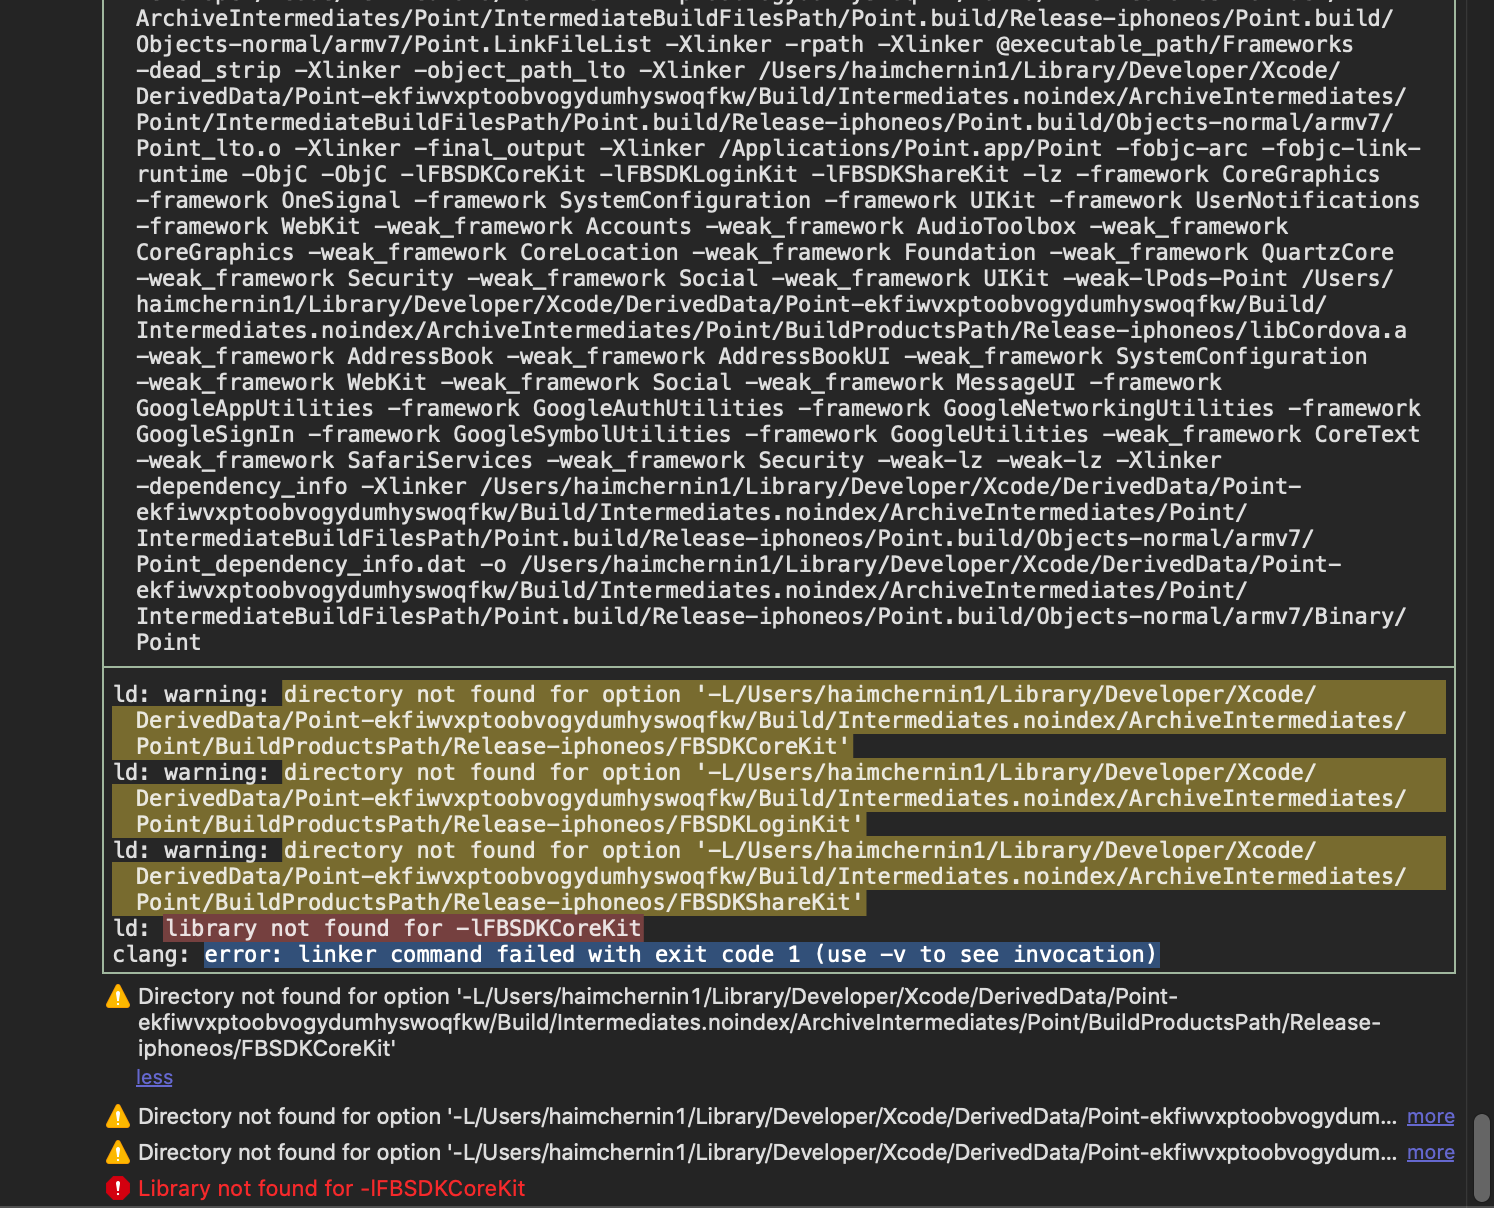 ArchiveIntermediates/Point/IntermediateBuildFilesPath/Point.build/Release-iphoneos/Point.build/
Objects-normal/armv7/Point.LinkFileList -Xlinker -rpath -Xlinker @executable_path/Frameworks
-dead_strip -Xlinker -object_path_lto -Xlinker /Users/haimchernin1/Library/Developer/Xcode/
DerivedData/Point-ekfiwvxptoobvogydumhyswoqfkw/Build/Intermediates.noindex/ArchiveIntermediates/
Point/IntermediateBuildFilesPath/Point.build/Release-iphoneos/Point.build/Objects-normal/armv7/
Point_lto.o -Xlinker -final_output -Xlinker /Applications/Point.app/Point -fobjc-arc -fobjc-link-
runtime -ObjC -ObjC -lFBSDKCoreKit -lFBSDKLoginKit -lFBSDKShareKit -lz -framework CoreGraphics
-framework OneSignal -framework SystemConfiguration -framework UIKit -framework UserNotifications
-framework WebKit -weak_framework Accounts -weak_framework AudioToolbox -weak_framework
CoreGraphics -weak_framework CoreLocation -weak_framework Foundation -weak_framework QuartzCore
-weak_framework Security -weak_framework Social -weak_framework UIKit -weak-lPods-Point /Users/
haimchernin1/Library/Developer/Xcode/DerivedData/Point-ekfiwvxptoobvogydumhyswoqfkw/Build/
Intermediates.noindex/ArchiveIntermediates/Point/BuildProductsPath/Release-iphoneos/libCordova.a
-weak_framework AddressBook -weak_framework AddressBookUI -weak_framework SystemConfiguration
-weak_framework WebKit -weak_framework Social -weak_framework MessageUI -framework
GoogleAppUtilities -framework GoogleAuthUtilities -framework GoogleNetworkingUtilities -framework
GoogleSignIn -framework GoogleSymbolUtilities -framework GoogleUtilities -weak_framework CoreText
-weak_framework SafariServices -weak_framework Security -weak-lz -weak-lz -Xlinker
-dependency_info -Xlinker /Users/haimchernin1/Library/Developer/Xcode/DerivedData/Point-
ekfiwvxptoobvogydumhyswoqfkw/Build/Intermediates.noindex/ArchiveIntermediates/Point/
IntermediateBuildFilesPath/Point.build/Release-iphoneos/Point.build/Objects-normal/armv7/
Point_dependency_info.dat -o /Users/haimchernin1/Library/Developer/Xcode/DerivedData/Point-
ekfiwvxptoobvogydumhyswoqfkw/Build/Intermediates.noindex/ArchiveIntermediates/Point/
IntermediateBuildFilesPath/Point.build/Release-iphoneos/Point.build/Objects-normal/armv7/Binary/
Point
ld: warning: directory not found for option '-L/Users/haimchernin1/Library/Developer/Xcode/
DerivedData/Point-ekfiwvxptoobvogydumhyswoqfkw/Build/Intermediates.noindex/ArchiveIntermediates/
Point/BuildProductsPath/Release-iphoneos/FBSDKCoreKit'
ld: warning: directory not found for option '-L/Users/haimchernin1/Library/Developer/Xcode/
DerivedData/Point-ekfiwvxptoobvogydumhyswoqfkw/Build/Intermediates.noindex/ArchiveIntermediates/
Point/BuildProductsPath/Release-iphoneos/FBSDKLoginKit'
ld: warning: directory not found for option '-L/Users/haimchernin1/Library/Developer/Xcode/
DerivedData/Point-ekfiwvxptoobvogydumhyswoqfkw/Build/Intermediates.noindex/ArchiveIntermediates/
Point/BuildProductsPath/Release-iphoneos/FBSDKShareKit'
ld: library not found for -lFBSDKCoreKit
clang: error: linker command failed with exit code 1 (use -v to see invocation)
Directory not found for option '-L/Users/haimchernin1/Library/Developer/Xcode/DerivedData/Point-
ekfiwvxptoobvogydumhyswoqfkw/Build/Intermediates.noindex/ArchiveIntermediates/Point/BuildProductsPath/Release-
iphoneos/FBSDKCoreKit'
less
Directory not found for option '-L/Users/haimchernin1/Library/Developer/Xcode/DerivedData/Point-ekfiwvxptoobvogydum... more
Directory not found for option '-L/Users/haimchernin1/Library/Developer/Xcode/DerivedData/Point-ekfiwvxptoobvogydum... more
Library not found for -lFBSDKCoreKit